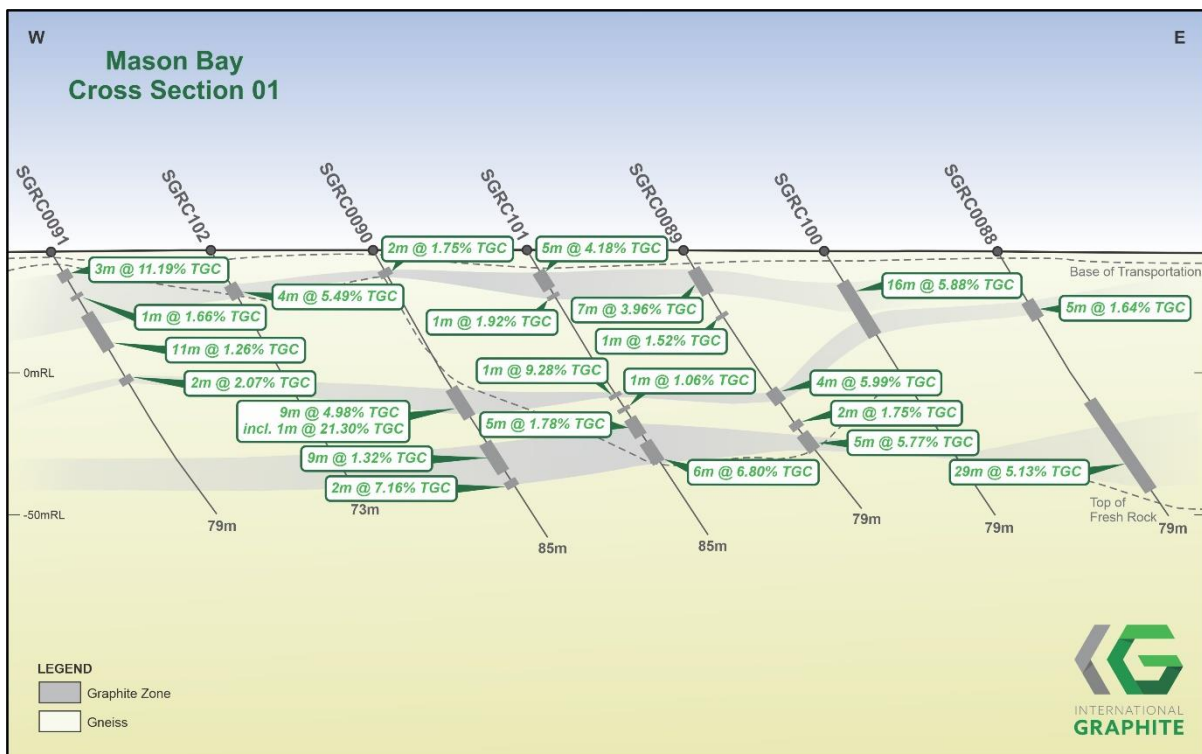 W
E
Mason Bay
Cross Section 01
SGRC0091
SGRC102
SGRC0090
SGRC101
SGRC0089
SGRC100
SGRC0088
2m @ 1.75% TGC
5m @ 4.18% TGC
3m @ 11.19% TGC
Base of Transportation
4m @ 5.49% TGC
16m @ 5.88% TGC
7m @ 3.96% TGC
5m @ 1.64% TGC
1m @ 1.66% TGC
1m @ 1.92% TGC
1m @ 1.52% TGC
11m @ 1.26% TGC
0mRL
1m @ 9.28% TGC
1m @ 1.06% TGC
2m @ 2.07% TGC
4m @ 5.99% TGC
9m @ 4.98% TGC
incl. 1m @ 21.30% TGC
5m @ 1.78% TGC
2m @ 1.75% TGC
5m @ 5.77% TGC
9m @ 1.32% TGC
6m @ 6.80% TGC
29m @ 5.13% TGC
2m @ 7.16% TGC
-50mRL
Top of
Fresh Rock
79m
73m
85m
85m
79m
79m
79m
LEGEND
Graphite Zone
Gneiss
INTERNATIONAL
GRAPHITE